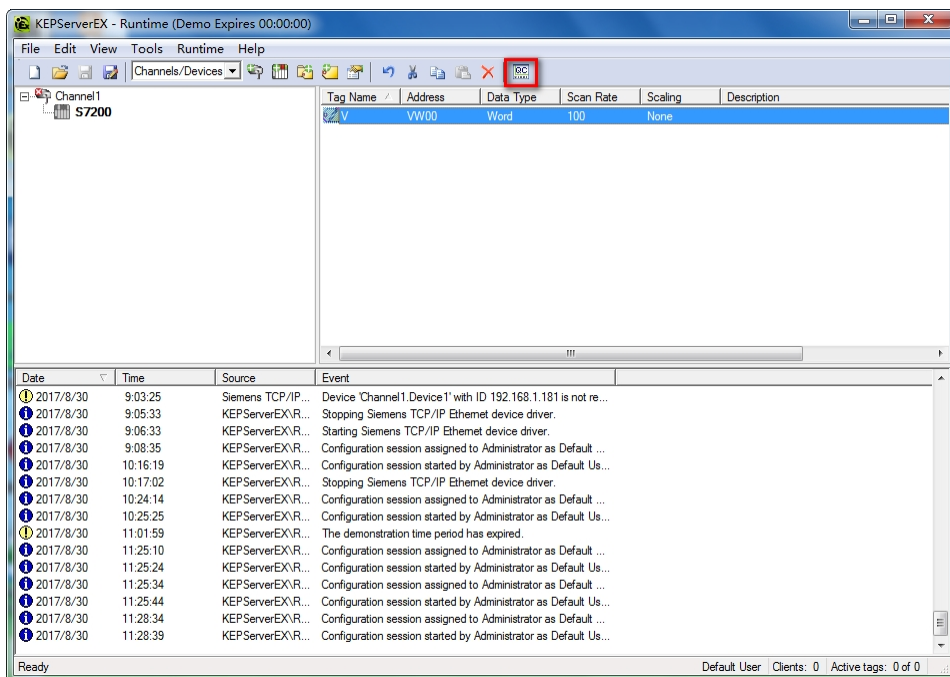 KEPServerEX - Runtime (Demo Expires 00:00:00)
File Edit View Tools Runtime Help
Channels/Devices
Channel1
S7200
Tag Name Address Data Type Scan Rate Scaling Description
V VW00 Word 100 None
Date Time Source Event
2017/8/30 9:03:25 Siemens TCP/IP... Device 'Channel1.Device1' with ID 192.168.1.181 is not re...
2017/8/30 9:05:33 KEPServerEX\R... Stopping Siemens TCP/IP Ethernet device driver.
2017/8/30 9:06:33 KEPServerEX\R... Starting Siemens TCP/IP Ethernet device driver.
2017/8/30 9:08:35 KEPServerEX\R... Configuration session assigned to Administrator as Default ...
2017/8/30 10:16:19 KEPServerEX\R... Configuration session started by Administrator as Default Us...
2017/8/30 10:17:02 KEPServerEX\R... Stopping Siemens TCP/IP Ethernet device driver.
2017/8/30 10:24:14 KEPServerEX\R... Configuration session assigned to Administrator as Default ...
2017/8/30 10:25:25 KEPServerEX\R... Configuration session started by Administrator as Default Us...
2017/8/30 11:01:59 KEPServerEX\R... The demonstration time period has expired.
2017/8/30 11:25:10 KEPServerEX\R... Configuration session assigned to Administrator as Default ...
2017/8/30 11:25:24 KEPServerEX\R... Configuration session started by Administrator as Default Us...
2017/8/30 11:25:34 KEPServerEX\R... Configuration session assigned to Administrator as Default ...
2017/8/30 11:25:44 KEPServerEX\R... Configuration session started by Administrator as Default Us...
2017/8/30 11:28:34 KEPServerEX\R... Configuration session assigned to Administrator as Default ...
2017/8/30 11:28:39 KEPServerEX\R... Configuration session started by Administrator as Default Us...
Ready Default User Clients: 0 Active tags: 0 of 0